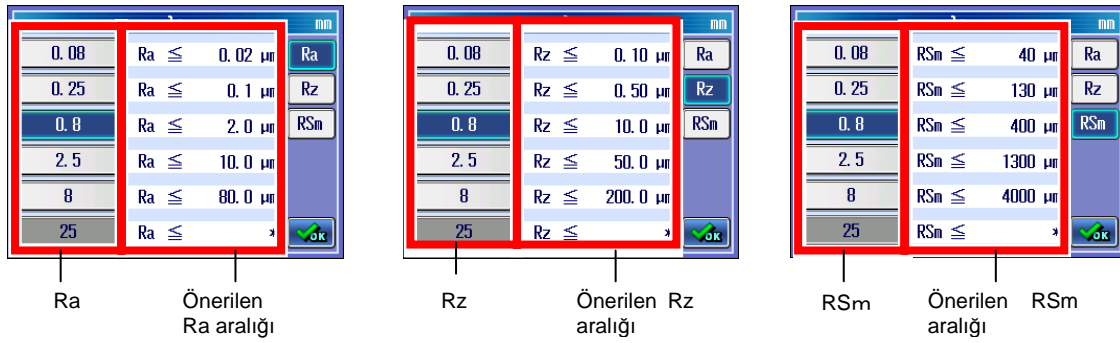 mm
0.08 Ra ≦ 0.02 µm Ra
0.25 Ra ≦ 0.1 µm Rz
0.8 Ra ≦ 2.0 µm RSm
2.5 Ra ≦ 10.0 µm
8 Ra ≦ 80.0 µm
25 Ra ≦ * OK
Ra
Önerilen
Ra aralığı
mm
0.08 Rz ≦ 0.10 µm Ra
0.25 Rz ≦ 0.50 µm Rz
0.8 Rz ≦ 10.0 µm RSm
2.5 Rz ≦ 50.0 µm
8 Rz ≦ 200.0 µm
25 Rz ≦ * OK
Rz
Önerilen Rz
aralığı
mm
0.08 RSm ≦ 40 µm Ra
0.25 RSm ≦ 130 µm Rz
0.8 RSm ≦ 400 µm RSm
2.5 RSm ≦ 1300 µm
8 RSm ≦ 4000 µm
25 RSm ≦ * OK
RSm
Önerilen RSm
aralığı